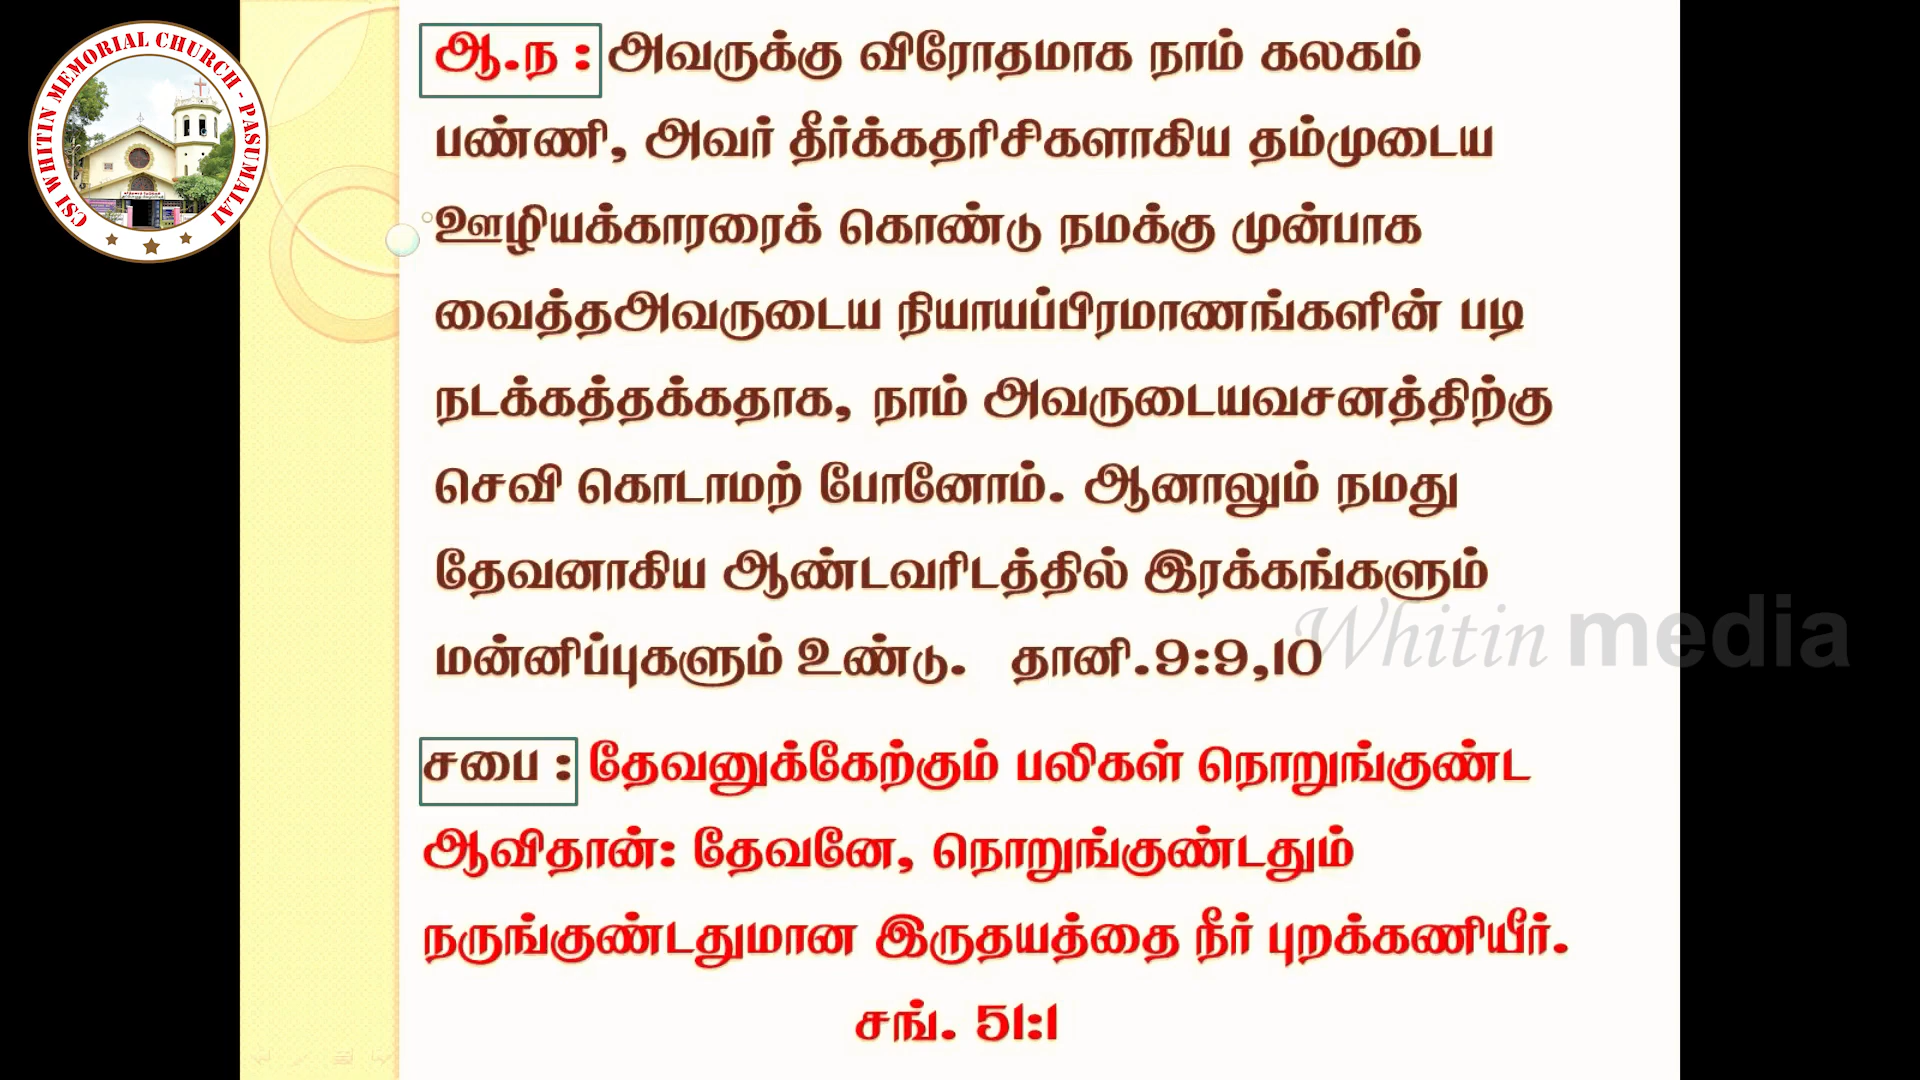 CSI WHITIN MEMORIAL CHURCH - PASUMALAI
ஆ.ந : அவருக்கு விரோதமாக நாம் கலகம்
பண்ணி, அவர் தீர்க்கதரிசிகளாகிய தம்முடைய
ஊழியக்காரரைக் கொண்டு நமக்கு முன்பாக
வைத்தஅவருடைய நியாயப்பிரமாணங்களின் படி
நடக்கத்தக்கதாக, நாம் அவருடையவசனத்திற்கு
செவி கொடாமற் போனோம். ஆனாலும் நமது
தேவனாகிய ஆண்டவரிடத்தில் இரக்கங்களும்
மன்னிப்புகளும் உண்டு. தானி.9:9,10
Whitin media
சபை : தேவனுக்கேற்கும் பலிகள் நொறுங்குண்ட
ஆவிதான்: தேவனே, நொறுங்குண்டதும்
நருங்குண்டதுமான இருதயத்தை நீர் புறக்கணியீர்.
சங். 51:1